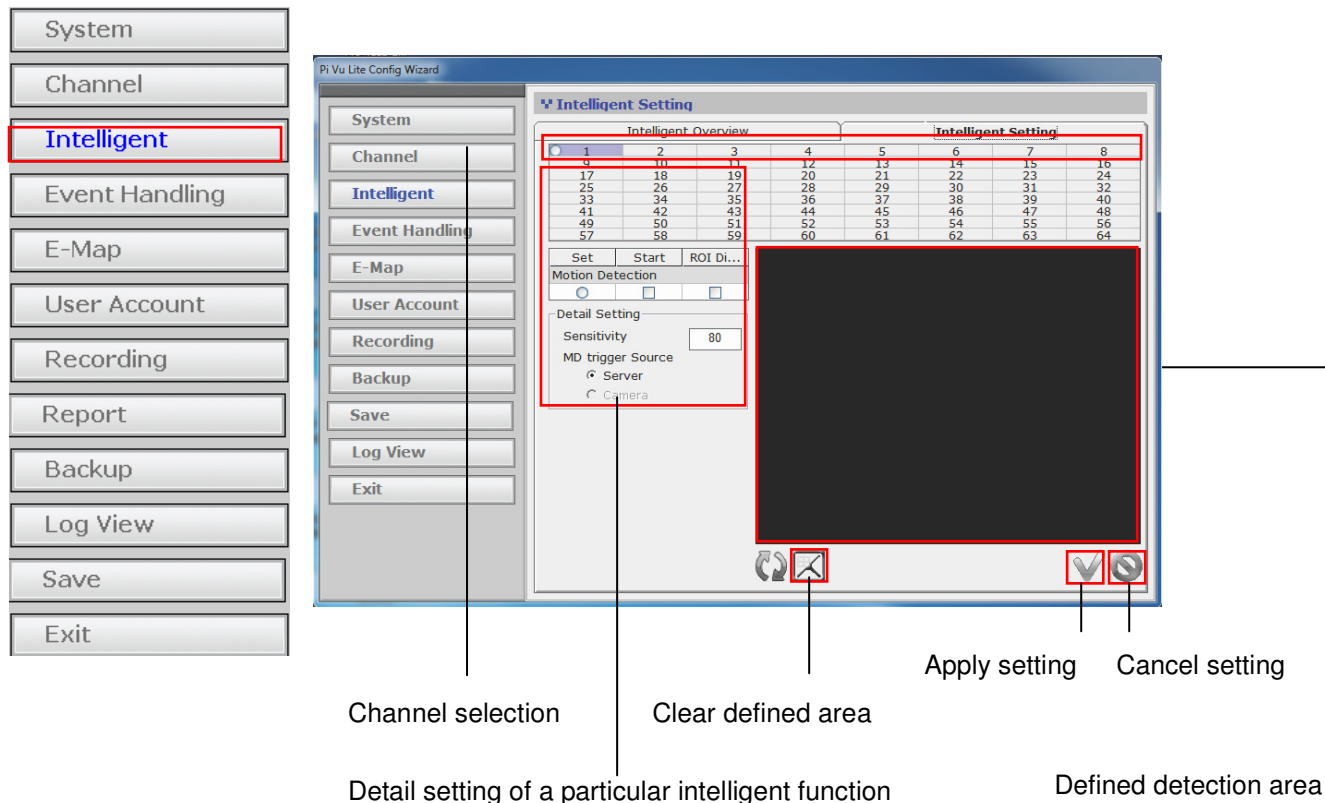 System
Channel
Intelligent
Event Handling
E-Map
User Account
Recording
Report
Backup
Log View
Save
Exit
Pi Vu Lite Config Wizard
System
Channel
Intelligent
Event Handling
E-Map
User Account
Recording
Backup
Save
Log View
Exit
Intelligent Setting
Intelligent Overview Intelligent Setting
1 2 3 4 5 6 7 8
9 10 11 12 13 14 15 16
17 18 19 20 21 22 23 24
25 26 27 28 29 30 31 32
33 34 35 36 37 38 39 40
41 42 43 44 45 46 47 48
49 50 51 52 53 54 55 56
57 58 59 60 61 62 63 64
Set Start ROI Di...
Motion Detection
Detail Setting
Sensitivity 80
MD trigger Source
Server
Camera
Apply setting Cancel setting
Channel selection Clear defined area
Detail setting of a particular intelligent function Defined detection area